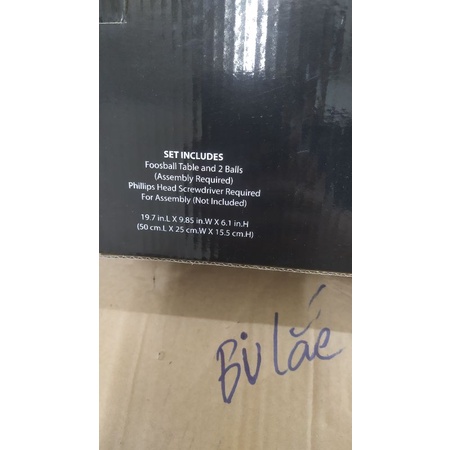 SET INCLUDES
Foosball Table and 2 Balls
(Assembly Required)
Phillips Head Screwdriver Required
For Assembly (Not Included)
19.7 in.L X 9.85 in.W X 6.1 in.H
(50 cm.L X 25 cm.W X 15.5 cm.H)
Bi lắc